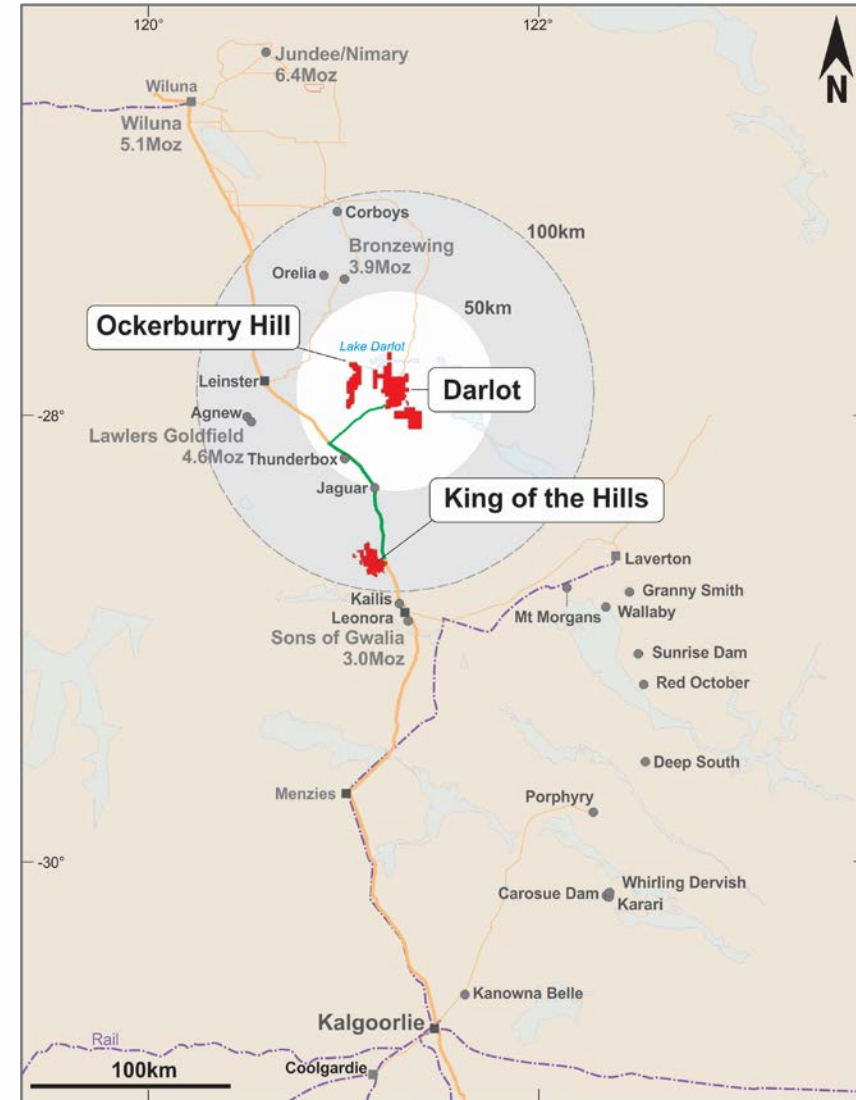 120°
122°
N
Jundee/Nimary
6.4Moz
Wiluna
Wiluna
5.1Moz
Corboys
100km
Bronzewing
3.9Moz
Orelia
50km
Ockerburry Hill
Lake Darlot
Leinster
Darlot
-28°
Agnew
Lawlers Goldfield
4.6Moz
Thunderbox
Jaguar
King of the Hills
Laverton
Kailis
Leonora
Granny Smith
Mt Morgans
Wallaby
Sons of Gwalia
3.0Moz
Sunrise Dam
Red October
Deep South
Menzies
Porphyry
-30°
Whirling Dervish
Carosue Dam
Karari
Kanowna Belle
Kalgoorlie
Rail
Coolgardie
100km